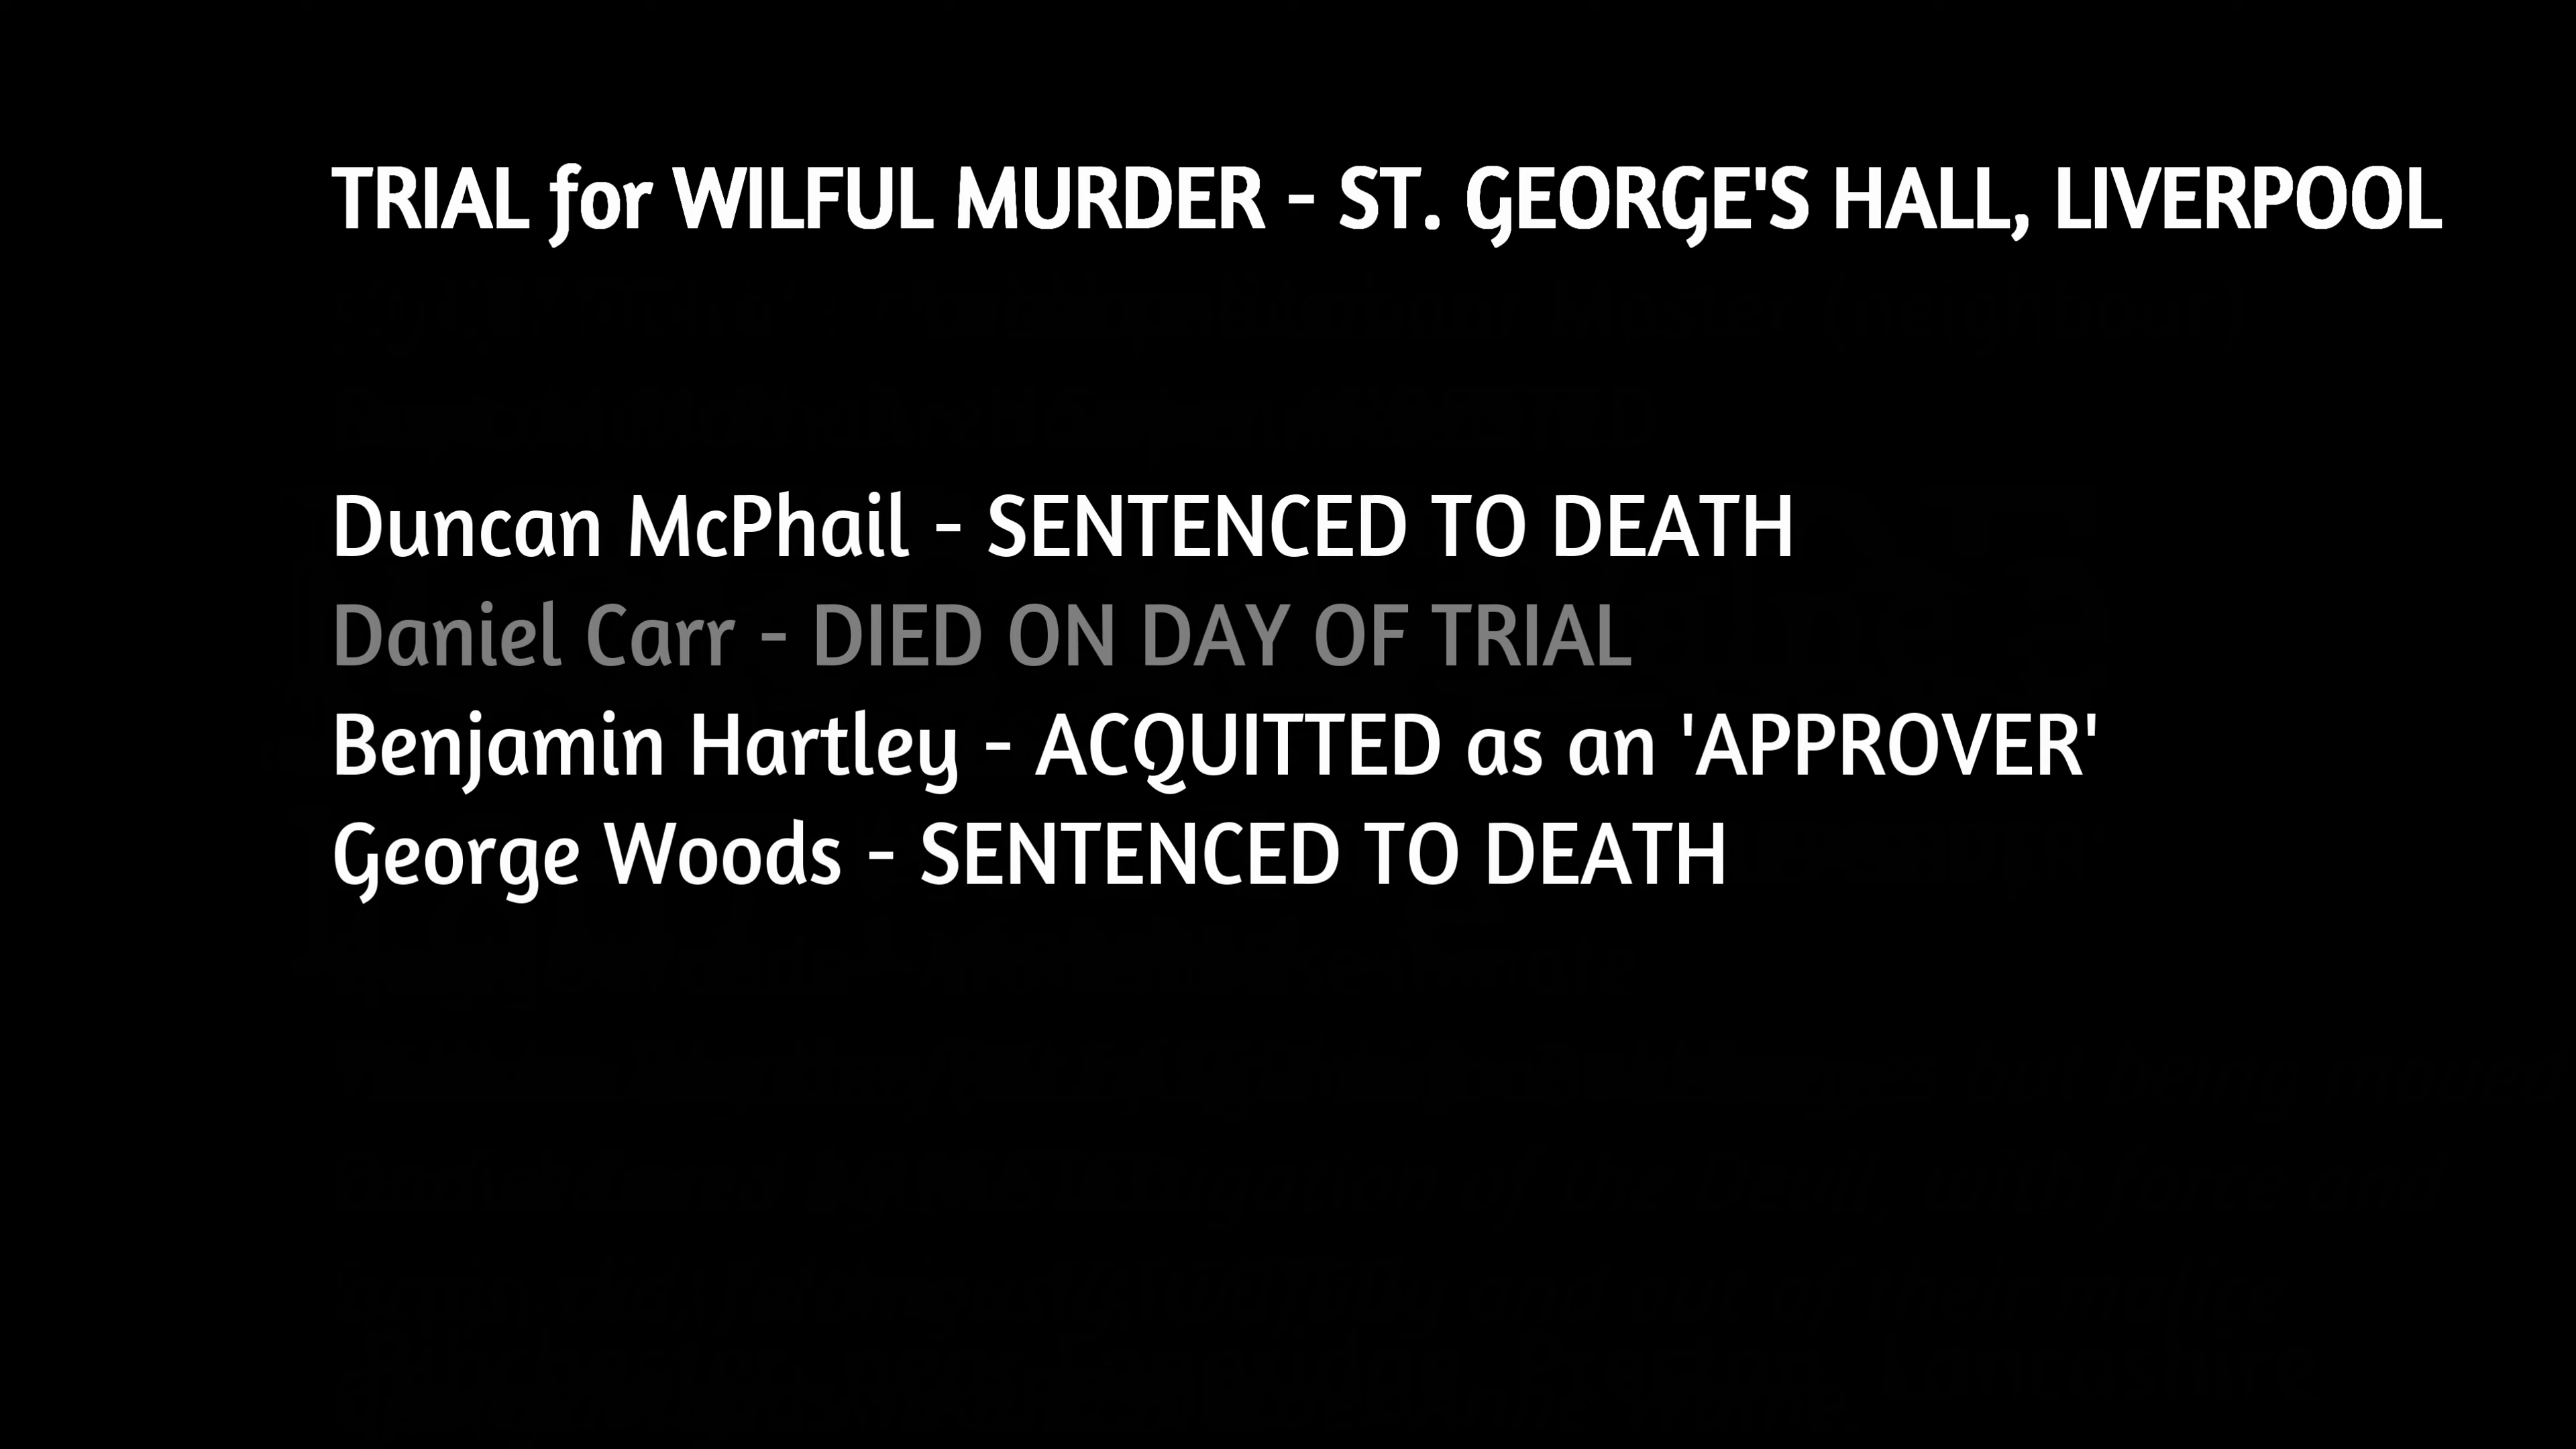 TRIAL for WILFUL MURDER - ST. GEORGE'S HALL, LIVERPOOL
Duncan McPhail - SENTENCED TO DEATH
Daniel Carr - DIED ON DAY OF TRIAL
Benjamin Hartley - ACQUITTED as an 'APPROVER'
George Woods - SENTENCED TO DEATH